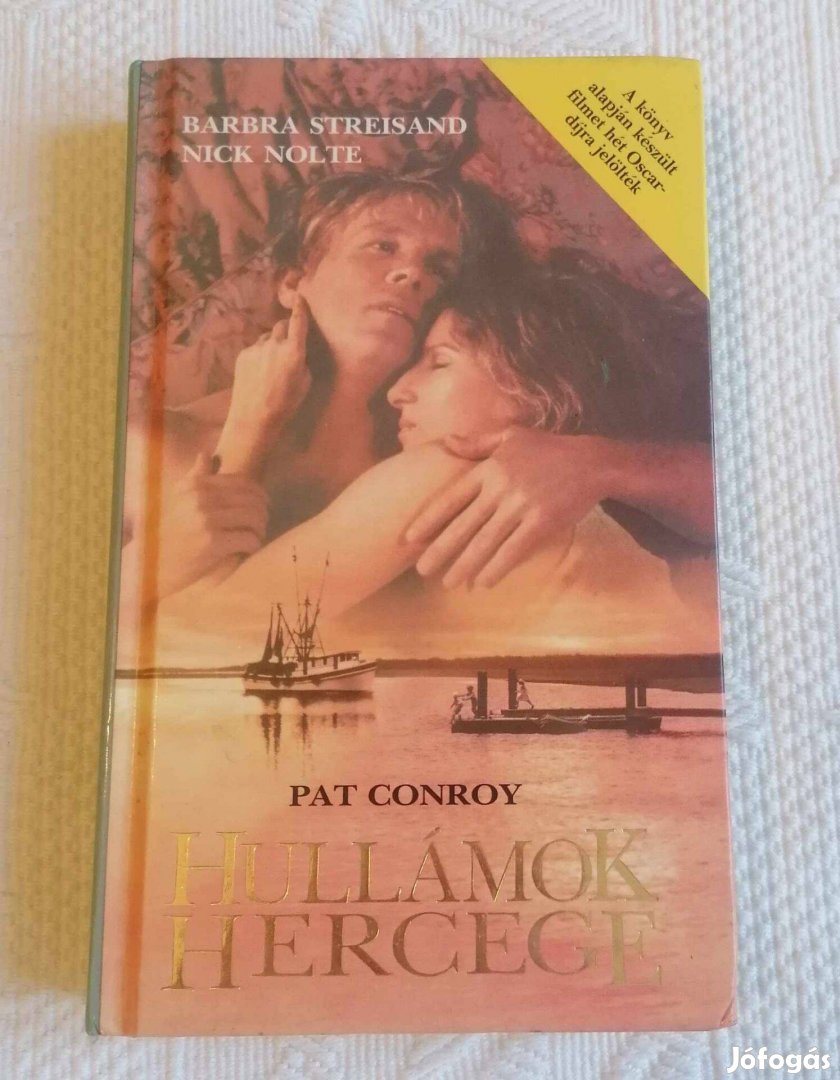 BARBRA STREISAND
NICK NOLTE
A könyv
alapján készült
filmet hét Oscar-
díjra jelölték
PAT CONROY
HULLÁMOK
HERCEGE
Jófogás